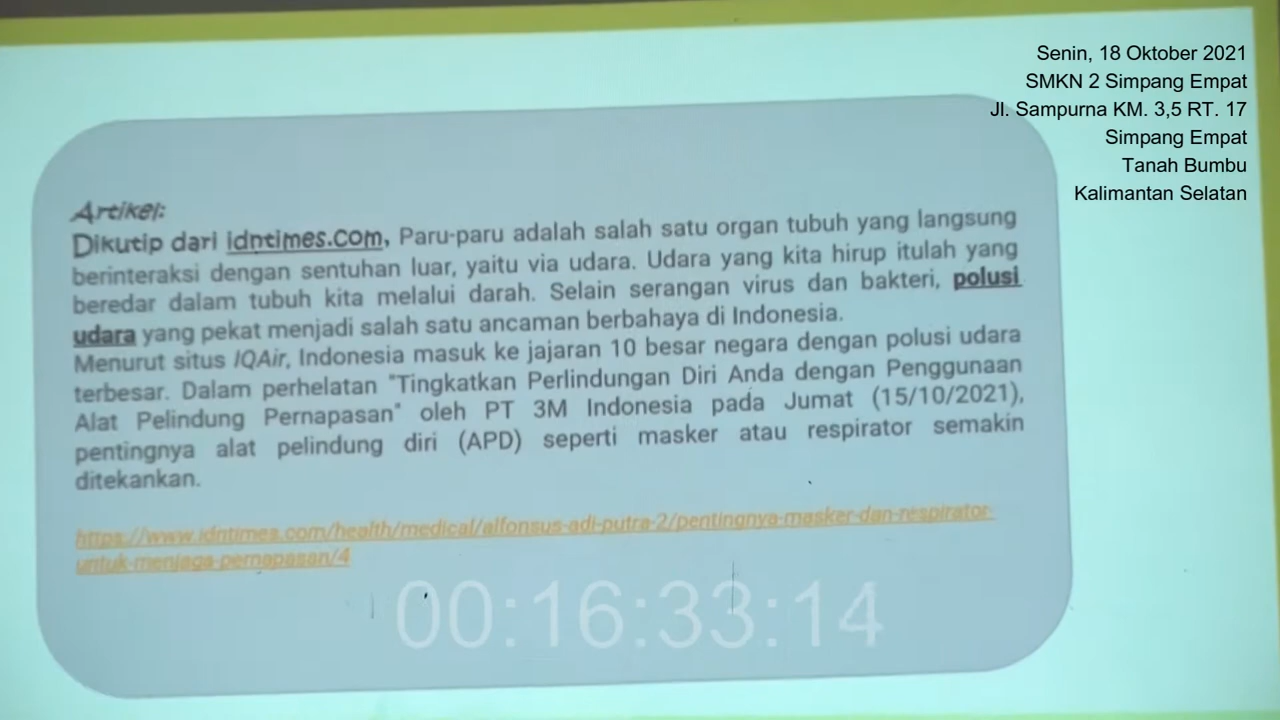 Senin, 18 Oktober 2021
SMKN 2 Simpang Empat
Jl. Sampurna KM. 3,5 RT. 17
Simpang Empat
Tanah Bumbu
Kalimantan Selatan
Artikel:
Dikutip dari idntimes.com, Paru-paru adalah salah satu organ tubuh yang langsung
berinteraksi dengan sentuhan luar, yaitu via udara. Udara yang kita hirup itulah yang
beredar dalam tubuh kita melalui darah. Selain serangan virus dan bakteri, polusi
udara yang pekat menjadi salah satu ancaman berbahaya di Indonesia.
Menurut situs IQAir, Indonesia masuk ke jajaran 10 besar negara dengan polusi udara
terbesar. Dalam perhelatan "Tingkatkan Perlindungan Diri Anda dengan Penggunaan
Alat Pelindung Pernapasan" oleh PT 3M Indonesia pada Jumat (15/10/2021),
pentingnya alat pelindung diri (APD) seperti masker atau respirator semakin
ditekankan.
https://www.idntimes.com/health/medical/alfonsus-adi-putra-2/pentingnya-masker-dan-respirator-
untuk-menjaga-pernapasan/4
00:16:33:14